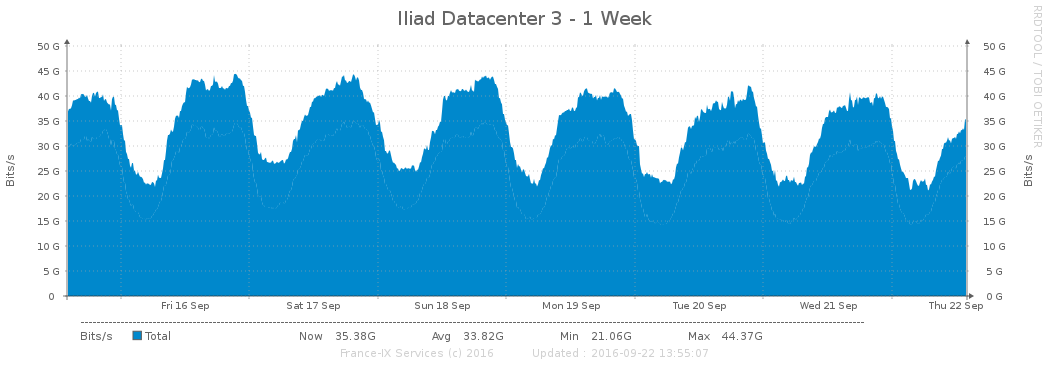 Iliad Datacenter 3 - 1 Week
RRDTOOL / TOBI OETIKER
50 G 50 G
45 G 45 G
40 G 40 G
35 G 35 G
30 G 30 G
25 G 25 G
20 G 20 G
15 G 15 G
10 G 10 G
5 G 5 G
0 0 G
Bits/s
Bits/s
Fri 16 Sep Sat 17 Sep Sun 18 Sep Mon 19 Sep Tue 20 Sep Wed 21 Sep Thu 22 Sep
Bits/s Total Now 35.38G Avg 33.82G Min 21.06G Max 44.37G
France-IX Services (c) 2016 Updated : 2016-09-22 13:55:07